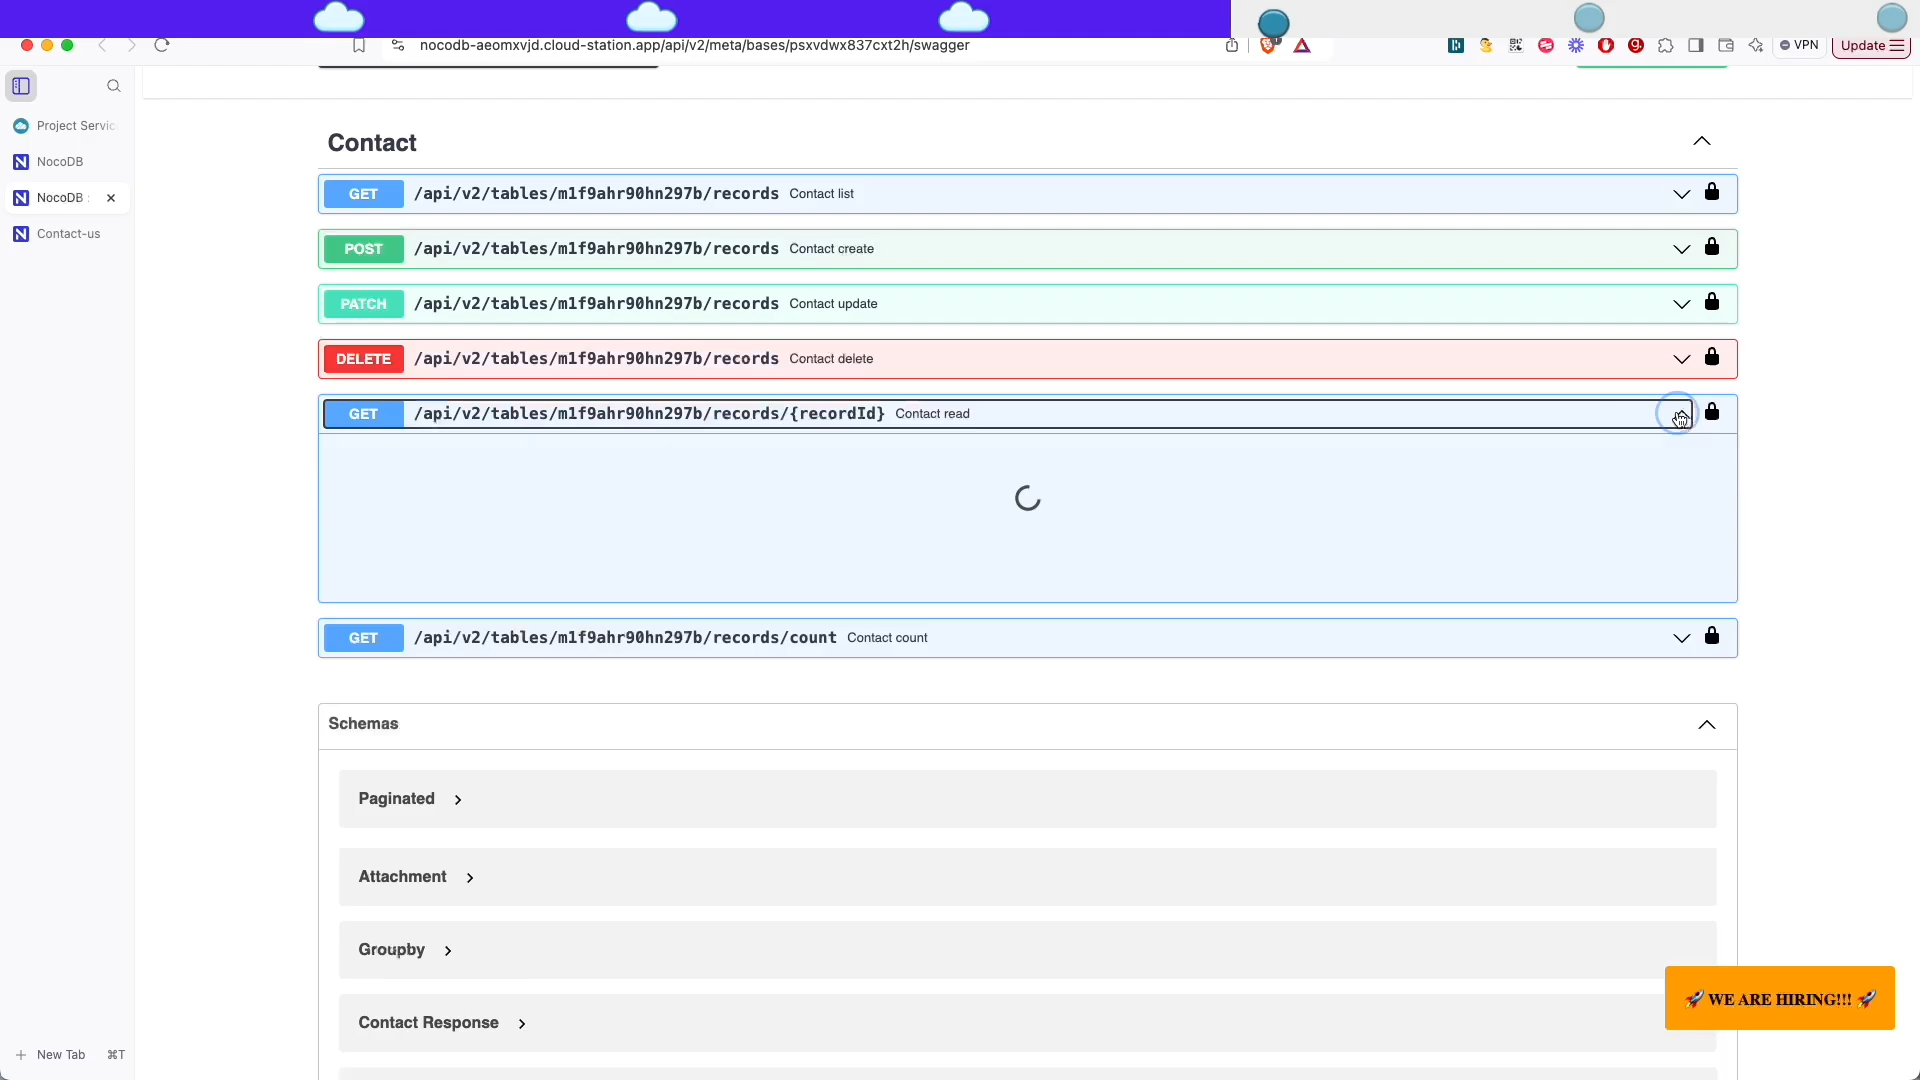 nocodb-aeomxvjd.cloud-station.app/api/v2/meta/bases/psxvdwx837cxt2h/swagger
VPN
Update
Project Servic
NocoDB
NocoDB :
Contact-us
Contact
GET /api/v2/tables/m1f9ahr90hn297b/records Contact list
POST /api/v2/tables/m1f9ahr90hn297b/records Contact create
PATCH /api/v2/tables/m1f9ahr90hn297b/records Contact update
DELETE /api/v2/tables/m1f9ahr90hn297b/records Contact delete
GET /api/v2/tables/m1f9ahr90hn297b/records/{recordId} Contact read
GET /api/v2/tables/m1f9ahr90hn297b/records/count Contact count
Schemas
Paginated
Attachment
Groupby
Contact Response
🚀 WE ARE HIRING!!! 🚀
New Tab ⌘T